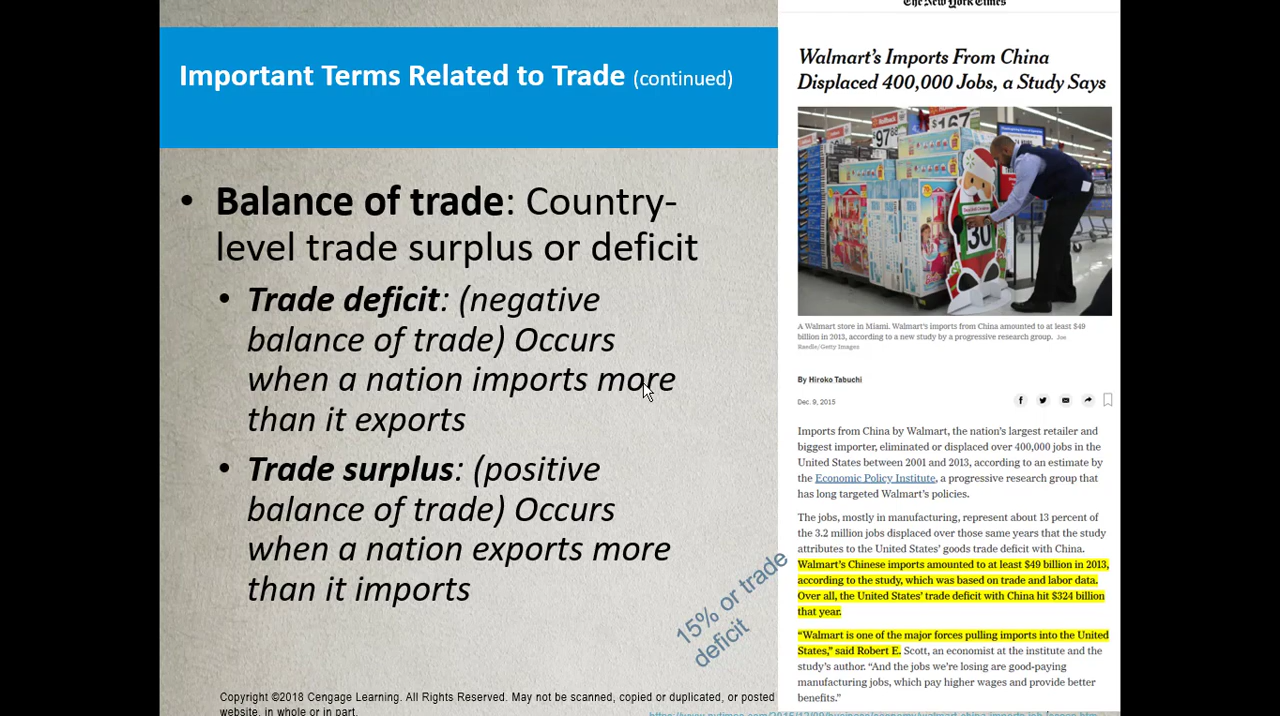 Important Terms Related to Trade (continued)
• Balance of trade: Country-
level trade surplus or deficit
• Trade deficit: (negative
balance of trade) Occurs
when a nation imports more
than it exports
• Trade surplus: (positive
balance of trade) Occurs
when a nation exports more
than it imports
15% or trade
deficit
Copyright ©2018 Cengage Learning. All Rights Reserved. May not be scanned, copied or duplicated, or posted
website, in whole or in part.
The New York Times
Walmart's Imports From China
Displaced 400,000 Jobs, a Study Says
Rollback
$97
$167
30
A Walmart store in Miami. Walmart's imports from China amounted to at least $49
billion in 2013, according to a new study by a progressive research group. Joe
Raedle/Getty Images
By Hiroko Tabuchi
Dec. 9, 2015
Imports from China by Walmart, the nation's largest retailer and
biggest importer, eliminated or displaced over 400,000 jobs in the
United States between 2001 and 2013, according to an estimate by
the Economic Policy Institute, a progressive research group that
has long targeted Walmart's policies.
The jobs, mostly in manufacturing, represent about 13 percent of
the 3.2 million jobs displaced over those same years that the study
attributes to the United States' goods trade deficit with China.
Walmart's Chinese imports amounted to at least $49 billion in 2013,
according to the study, which was based on trade and labor data.
Over all, the United States' trade deficit with China hit $324 billion
that year.
"Walmart is one of the major forces pulling imports into the United
States," said Robert E. Scott, an economist at the institute and the
study's author. "And the jobs we're losing are good-paying
manufacturing jobs, which pay higher wages and provide better
benefits."